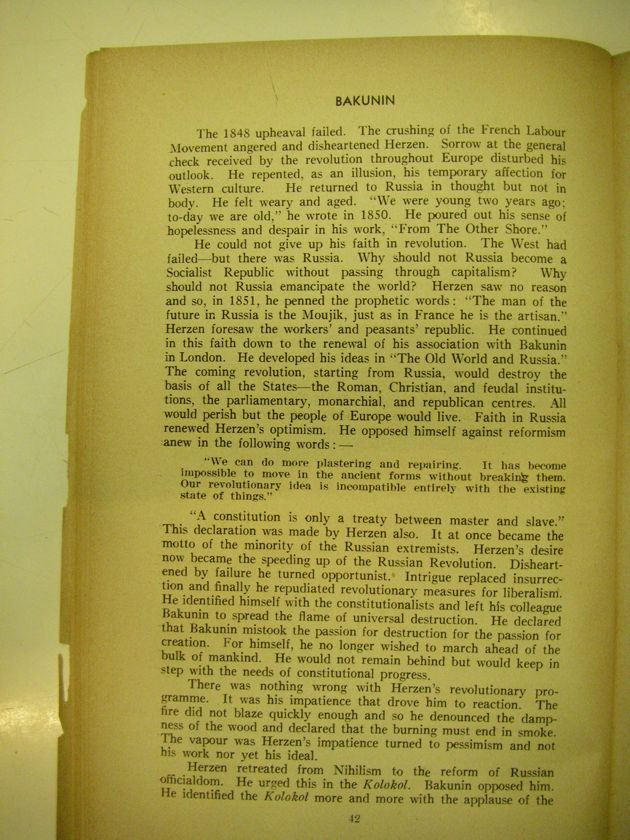 BAKUNIN
The 1848 upheaval failed. The crushing of the French Labour
Movement angered and disheartened Herzen. Sorrow at the general
check received by the revolution throughout Europe disturbed his
outlook. He repented, as an illusion, his temporary affection for
Western culture. He returned to Russia in thought but not in
body. He felt weary and aged. "We were young two years ago;
to-day we are old," he wrote in 1850. He poured out his sense of
hopelessness and despair in his work, "From The Other Shore."
He could not give up his faith in revolution. The West had
failed—but there was Russia. Why should not Russia become a
Socialist Republic without passing through capitalism? Why
should not Russia emancipate the world? Herzen saw no reason
and so, in 1851, he penned the prophetic words: "The man of the
future in Russia is the Moujik, just as in France he is the artisan."
Herzen foresaw the workers' and peasants' republic. He continued
in this faith down to the renewal of his association with Bakunin
in London. He developed his ideas in "The Old World and Russia."
The coming revolution, starting from Russia, would destroy the
basis of all the States—the Roman, Christian, and feudal institu-
tions, the parliamentary, monarchial, and republican centres. All
would perish but the people of Europe would live. Faith in Russia
renewed Herzen's optimism. He opposed himself against reformism
anew in the following words:—
"We can do more plastering and repairing. It has become
impossible to move in the ancient forms without breaking them.
Our revolutionary idea is incompatible entirely with the existing
state of things."
"A constitution is only a treaty between master and slave."
This declaration was made by Herzen also. It at once became the
motto of the minority of the Russian extremists. Herzen's desire
now became the speeding up of the Russian Revolution. Disheart-
ened by failure he turned opportunist. Intrigue replaced insurrec-
tion and finally he repudiated revolutionary measures for liberalism.
He identified himself with the constitutionalists and left his colleague
Bakunin to spread the flame of universal destruction. He declared
that Bakunin mistook the passion for destruction for the passion for
creation. For himself, he no longer wished to march ahead of the
bulk of mankind. He would not remain behind but would keep in
step with the needs of constitutional progress.
There was nothing wrong with Herzen's revolutionary pro-
gramme. It was his impatience that drove him to reaction. The
fire did not blaze quickly enough and so he denounced the damp-
ness of the wood and declared that the burning must end in smoke.
The vapour was Herzen's impatience turned to pessimism and not
his work nor yet his ideal.
Herzen retreated from Nihilism to the reform of Russian
officialdom. He urged this in the Kolokol. Bakunin opposed him.
He identified the Kolokol more and more with the applause of the
42